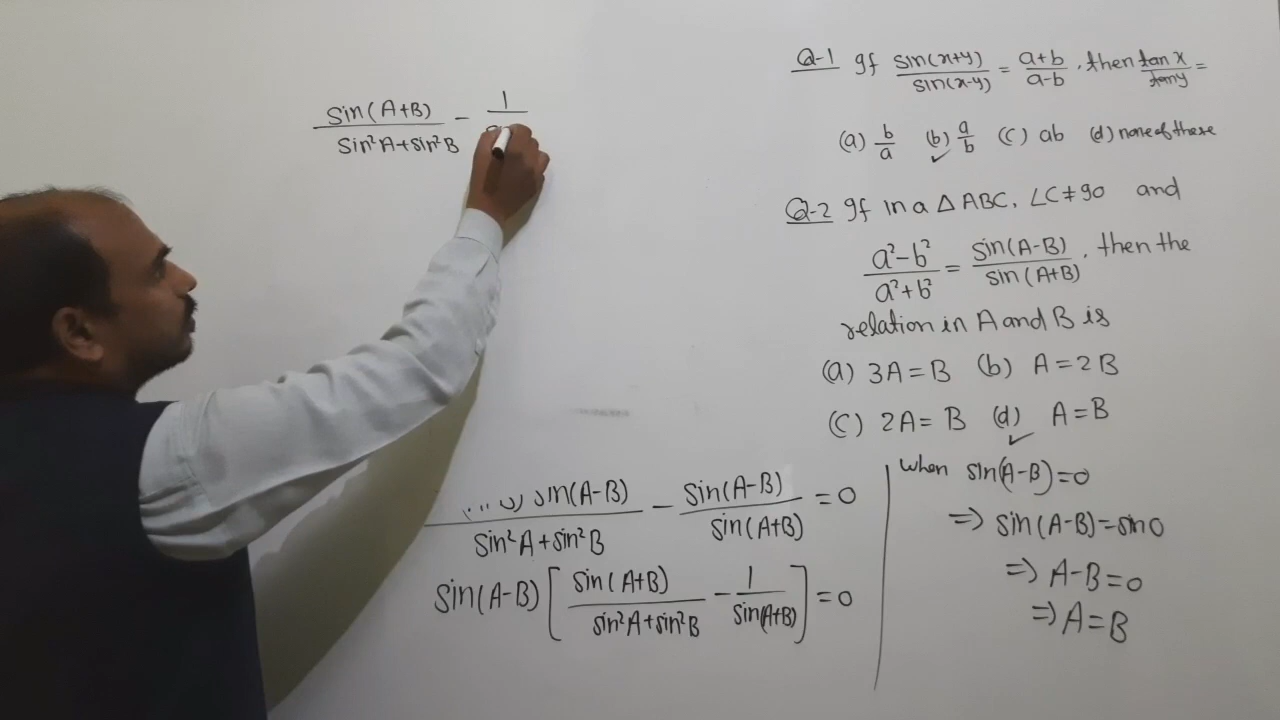 Q-1 If sin(x+y)/sin(x-y) = a+b/a-b, then tan x/tan y =
(a) b/a (b) a/b ✓ (c) ab (d) none of these
Q-2 If in a △ ABC, ∠C ≠ 90 and
a²-b²/a²+b² = sin(A-B)/sin(A+B), then the
relation in A and B is
(a) 3A = B (b) A = 2B
(c) 2A = B (d) A = B ✓
sin(A+B)/sin²A+sin²B - 1/
sin(A-B)/sin²A+sin²B - sin(A-B)/sin(A+B) = 0
sin(A-B) [sin(A+B)/sin²A+sin²B - 1/sin(A+B)] = 0
when sin(A-B) = 0
⇒ sin(A-B) = sin 0
⇒ A-B = 0
⇒ A = B